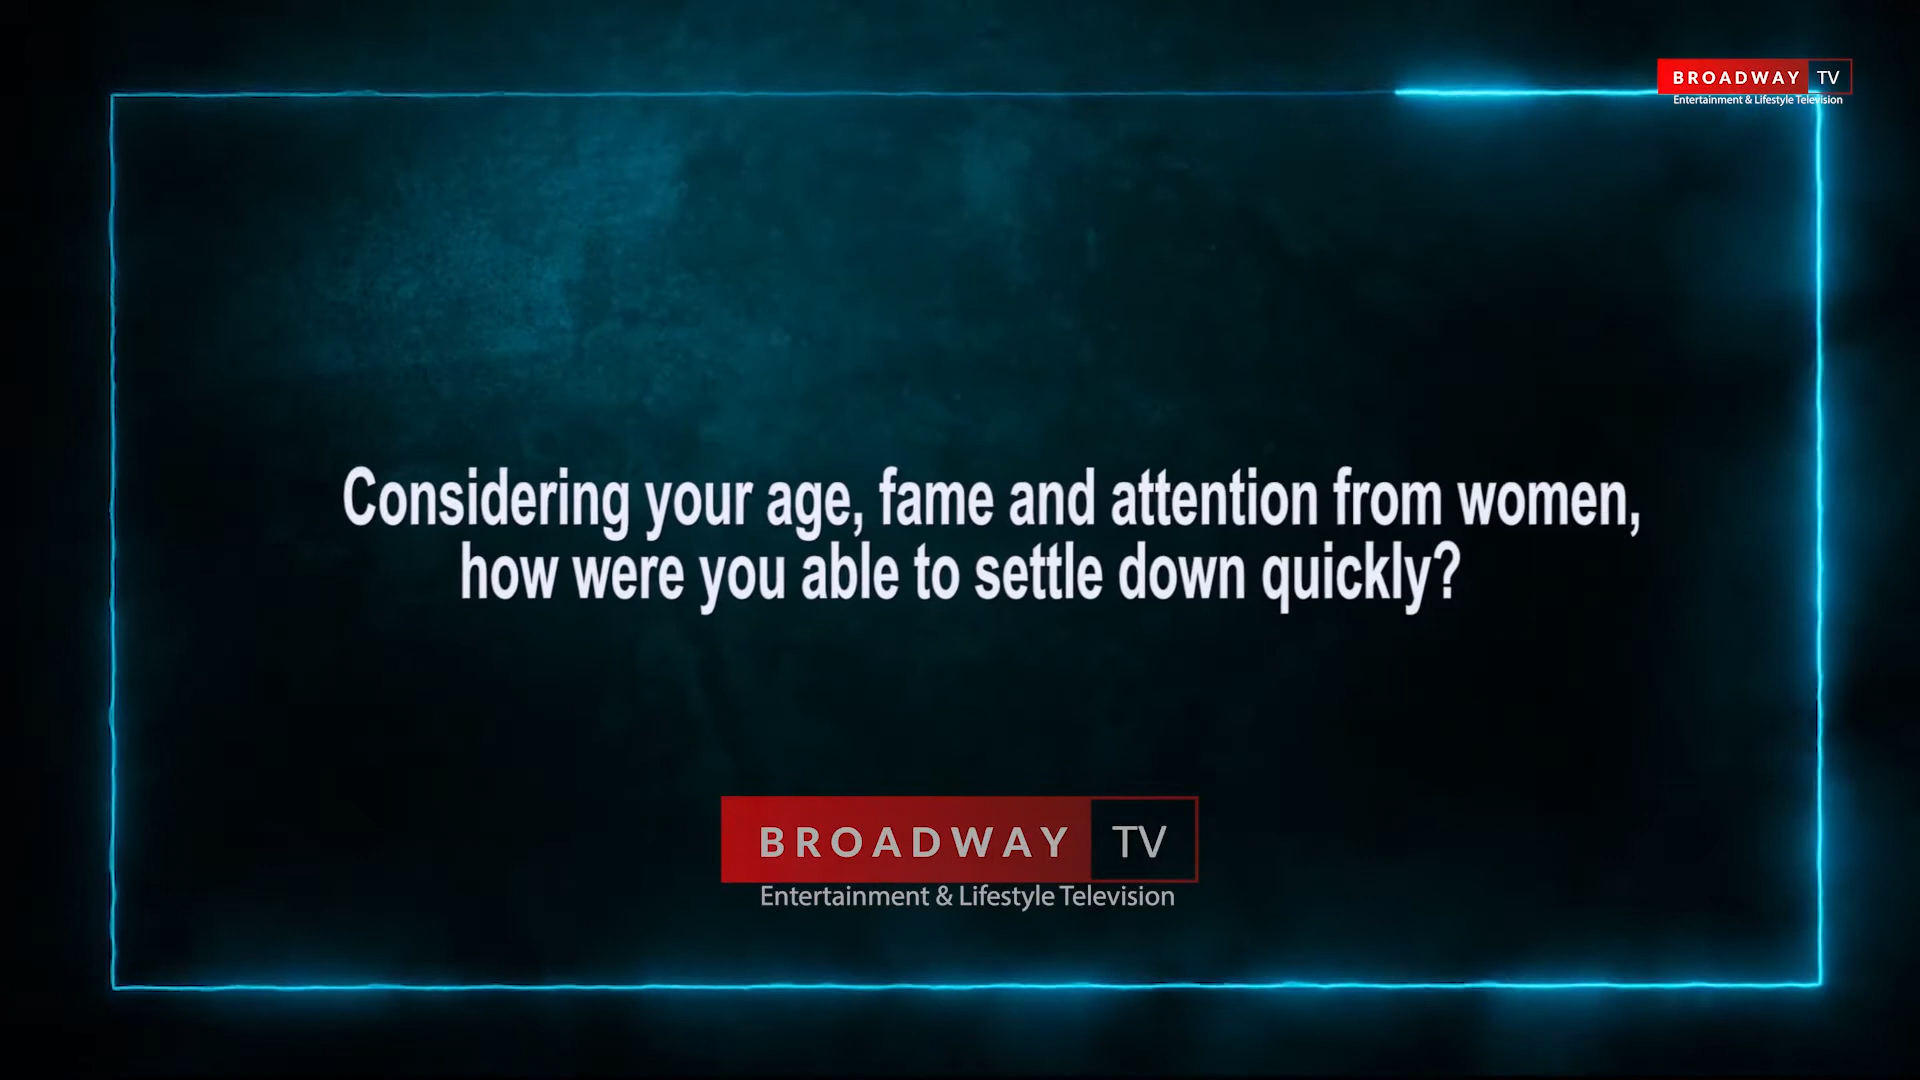 BROADWAY TV
Entertainment & Lifestyle Television
Considering your age, fame and attention from women,
how were you able to settle down quickly?
BROADWAY TV
Entertainment & Lifestyle Television